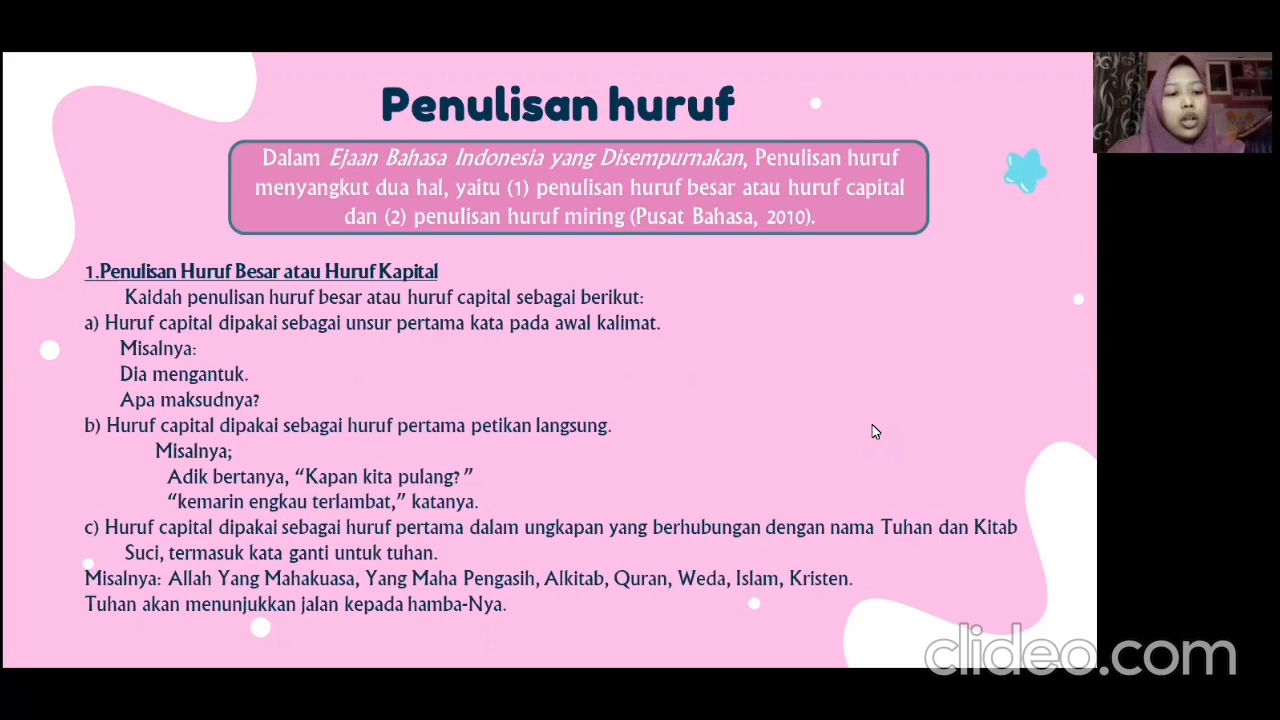 Penulisan huruf
Dalam Ejaan Bahasa Indonesia yang Disempurnakan, Penulisan huruf
menyangkut dua hal, yaitu (1) penulisan huruf besar atau huruf capital
dan (2) penulisan huruf miring (Pusat Bahasa, 2010).
1.Penulisan Huruf Besar atau Huruf Kapital
Kaidah penulisan huruf besar atau huruf capital sebagai berikut:
a) Huruf capital dipakai sebagai unsur pertama kata pada awal kalimat.
Misalnya:
Dia mengantuk.
Apa maksudnya?
b) Huruf capital dipakai sebagai huruf pertama petikan langsung.
Misalnya;
Adik bertanya, “Kapan kita pulang?”
“kemarin engkau terlambat,” katanya.
c) Huruf capital dipakai sebagai huruf pertama dalam ungkapan yang berhubungan dengan nama Tuhan dan Kitab
Suci, termasuk kata ganti untuk tuhan.
Misalnya: Allah Yang Mahakuasa, Yang Maha Pengasih, Alkitab, Quran, Weda, Islam, Kristen.
Tuhan akan menunjukkan jalan kepada hamba-Nya.
clideo.com